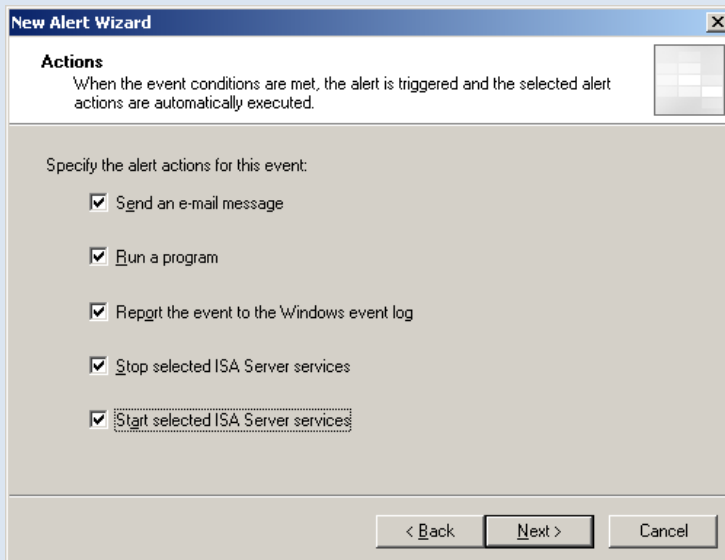 New Alert Wizard
Actions
When the event conditions are met, the alert is triggered and the selected alert
actions are automatically executed.
Specify the alert actions for this event:
Send an e-mail message
Run a program
Report the event to the Windows event log
Stop selected ISA Server services
Start selected ISA Server services
< Back Next > Cancel